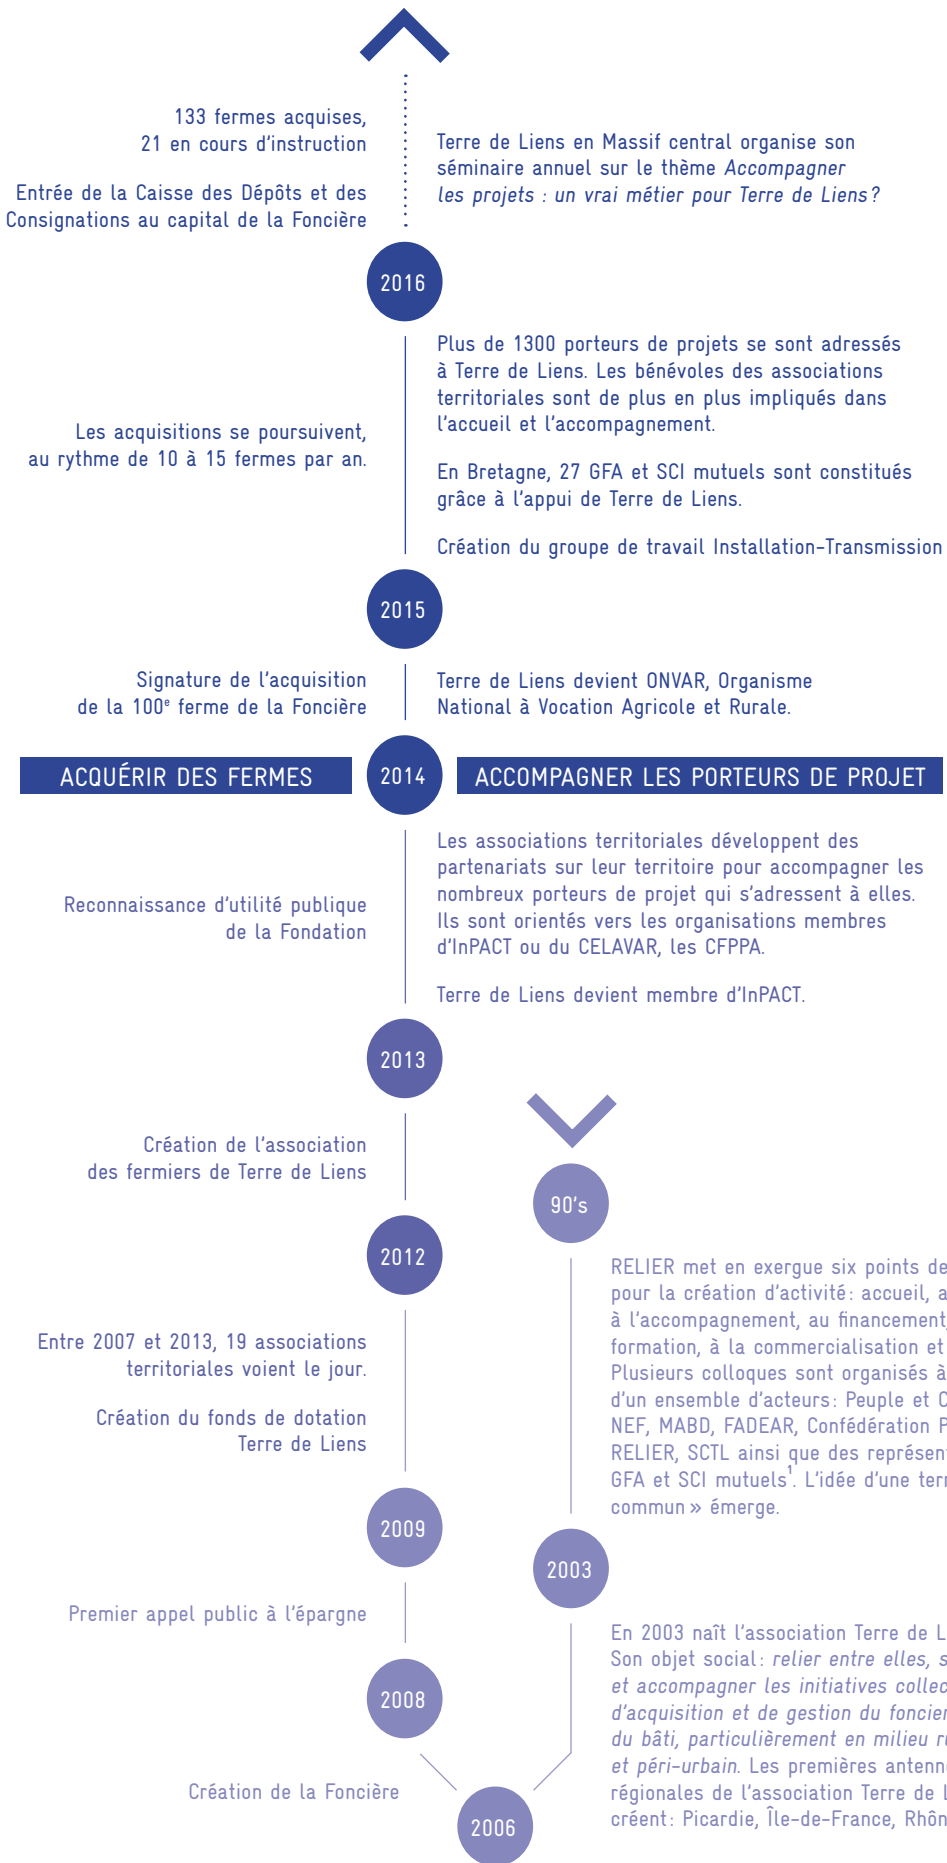 133 fermes acquises,
21 en cours d'instruction
Entrée de la Caisse des Dépôts et des
Consignations au capital de la Foncière
Terre de Liens en Massif central organise son
séminaire annuel sur le thème Accompagner
les projets : un vrai métier pour Terre de Liens ?
2016
Les acquisitions se poursuivent,
au rythme de 10 à 15 fermes par an.
Plus de 1300 porteurs de projets se sont adressés
à Terre de Liens. Les bénévoles des associations
territoriales sont de plus en plus impliqués dans
l'accueil et l'accompagnement.
En Bretagne, 27 GFA et SCI mutuels sont constitués
grâce à l'appui de Terre de Liens.
Création du groupe de travail Installation-Transmission
2015
Signature de l'acquisition
de la 100e ferme de la Foncière
Terre de Liens devient ONVAR, Organisme
National à Vocation Agricole et Rurale.
ACQUÉRIR DES FERMES
2014
ACCOMPAGNER LES PORTEURS DE PROJET
Reconnaissance d'utilité publique
de la Fondation
Les associations territoriales développent des
partenariats sur leur territoire pour accompagner les
nombreux porteurs de projet qui s'adressent à elles.
Ils sont orientés vers les organisations membres
d'InPACT ou du CELAVAR, les CFPPA.
Terre de Liens devient membre d'InPACT.
2013
Création de l'association
des fermiers de Terre de Liens
2012
Entre 2007 et 2013, 19 associations
territoriales voient le jour.
Création du fonds de dotation
Terre de Liens
2009
Premier appel public à l'épargne
2008
Création de la Foncière
90's
RELIER met en exergue six points de
pour la création d'activité : accueil, a
à l'accompagnement, au financement,
formation, à la commercialisation et
Plusieurs colloques sont organisés à
d'un ensemble d'acteurs : Peuple et C
NEF, MABD, FADEAR, Confédération P
RELIER, SCTL ainsi que des représent
GFA et SCI mutuels¹. L'idée d'une terr
commun » émerge.
2003
En 2003 naît l'association Terre de L
Son objet social : relier entre elles, s
et accompagner les initiatives collec
d'acquisition et de gestion du foncier
du bâti, particulièrement en milieu ru
et péri-urbain. Les premières antenn
régionales de l'association Terre de L
créent : Picardie, Île-de-France, Rhôn
2006